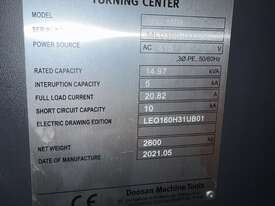 TURNING CENTER
MODEL
POWER SOURCE
AC
3Ø PE, 50/60Hz
RATED CAPACITY 14.97 kVA
INTERUPTION CAPACITY 5 kA
FULL LOAD CURRENT 20.82 A
SHORT CIRCUIT CAPACITY 10 kA
ELECTRIC DRAWING EDITION LEO160H31UB01
NET WEIGHT 2800
DATE OF MANUFACTURE 2021.05
CE
Doosan Machine Tools